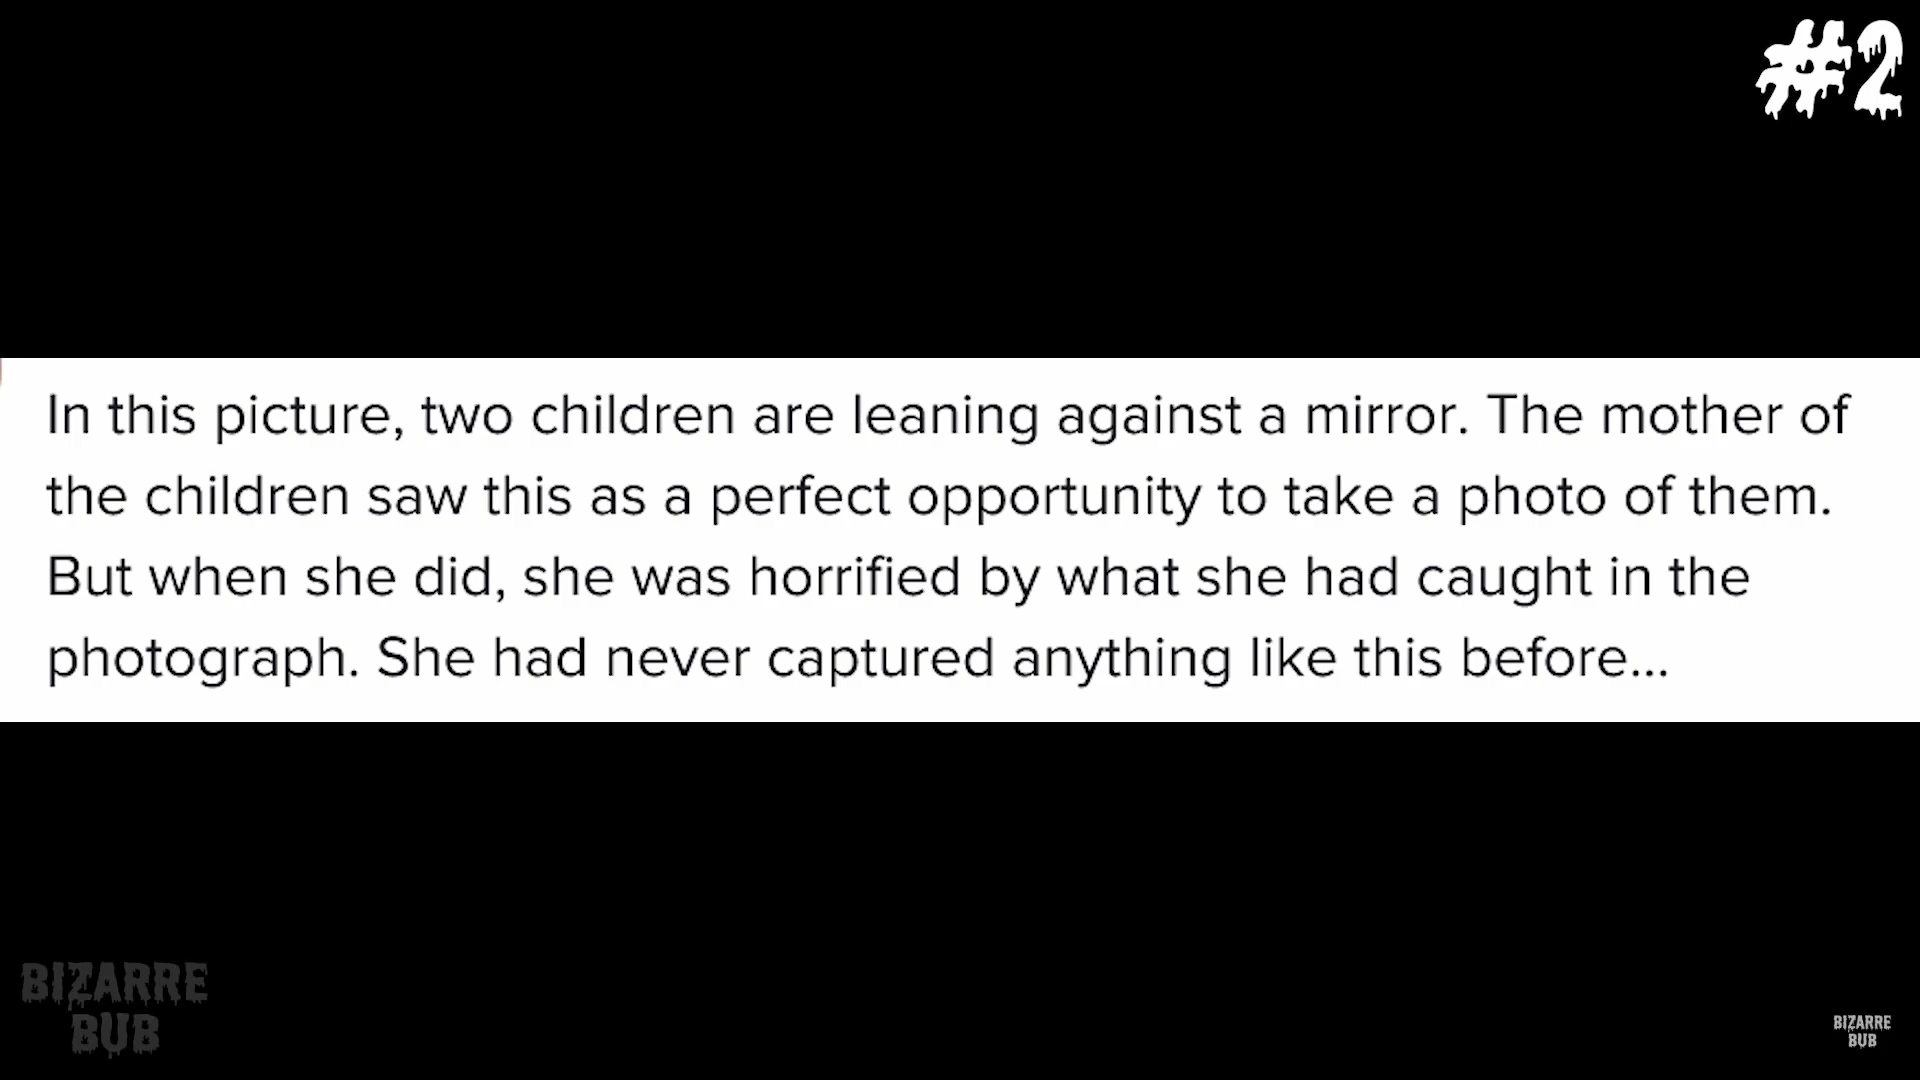 #2
In this picture, two children are leaning against a mirror. The mother of
the children saw this as a perfect opportunity to take a photo of them.
But when she did, she was horrified by what she had caught in the
photograph. She had never captured anything like this before...
BIZARRE
BUB
BIZARRE
BUB